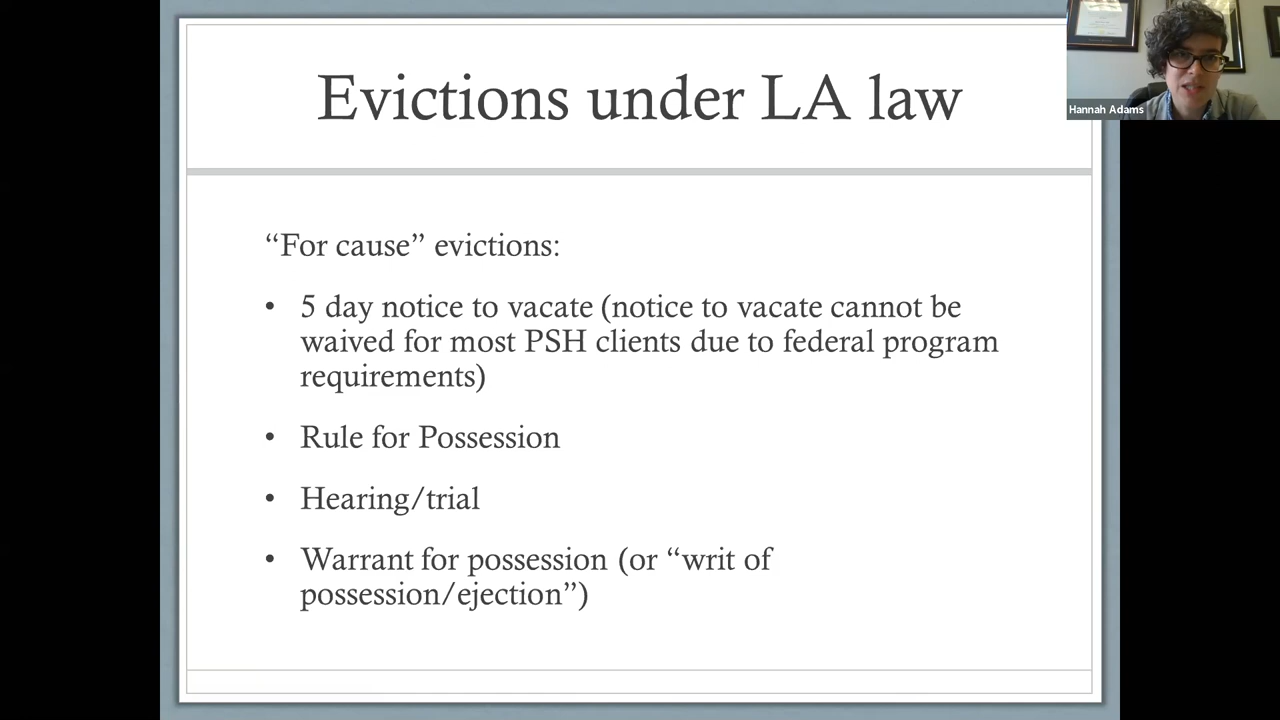 Evictions under LA law
Hannah Adams
“For cause” evictions:
• 5 day notice to vacate (notice to vacate cannot be
waived for most PSH clients due to federal program
requirements)
• Rule for Possession
• Hearing/trial
• Warrant for possession (or “writ of
possession/ejection”)